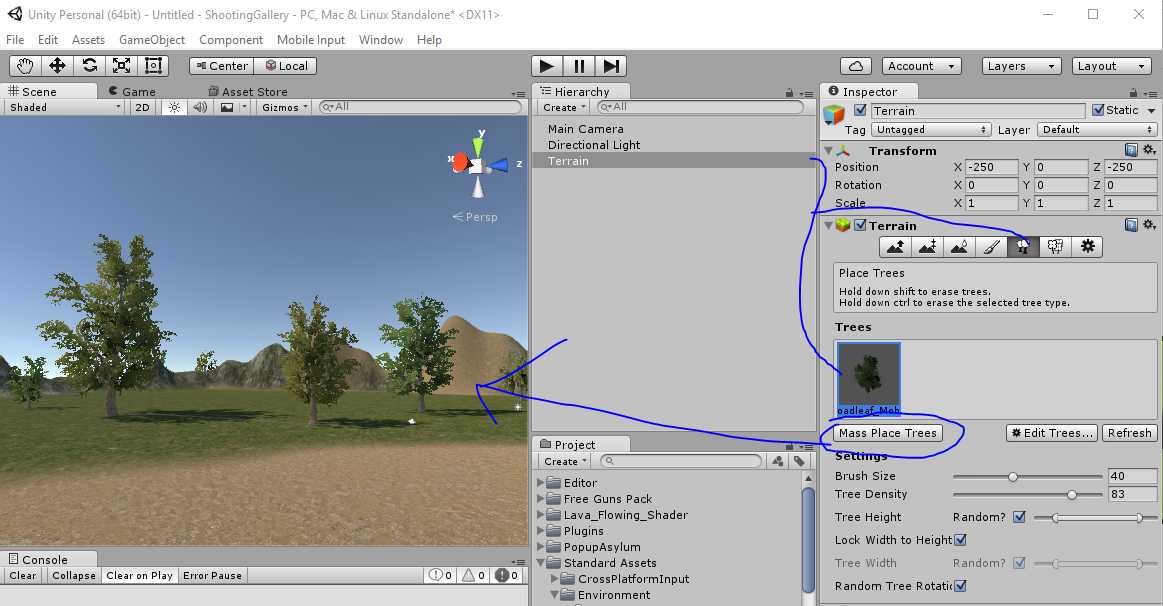 Unity Personal (64bit) - Untitled - ShootingGallery - PC, Mac & Linux Standalone* <DX11>
File Edit Assets GameObject Component Mobile Input Window Help
Center Local Account Layers Layout
Scene Game Asset Store
Shaded 2D Gizmos All
y
x
z
Persp
Hierarchy
Create All
Main Camera
Directional Light
Terrain
Project
Create
Editor
Free Guns Pack
Lava_Flowing_Shader
Plugins
PopupAsylum
Standard Assets
CrossPlatformInput
Environment
Console
Clear Collapse Clear on Play Error Pause 0 0 0
Inspector
Terrain Static
Tag Untagged Layer Default
Transform
Position X -250 Y 0 Z -250
Rotation X 0 Y 0 Z 0
Scale X 1 Y 1 Z 1
Terrain
Place Trees
Hold down shift to erase trees.
Hold down ctrl to erase the selected tree type.
Trees
oadleaf_Mob
Mass Place Trees Edit Trees... Refresh
Settings
Brush Size 40
Tree Density 83
Tree Height Random?
Lock Width to Height
Tree Width Random?
Random Tree Rotatic